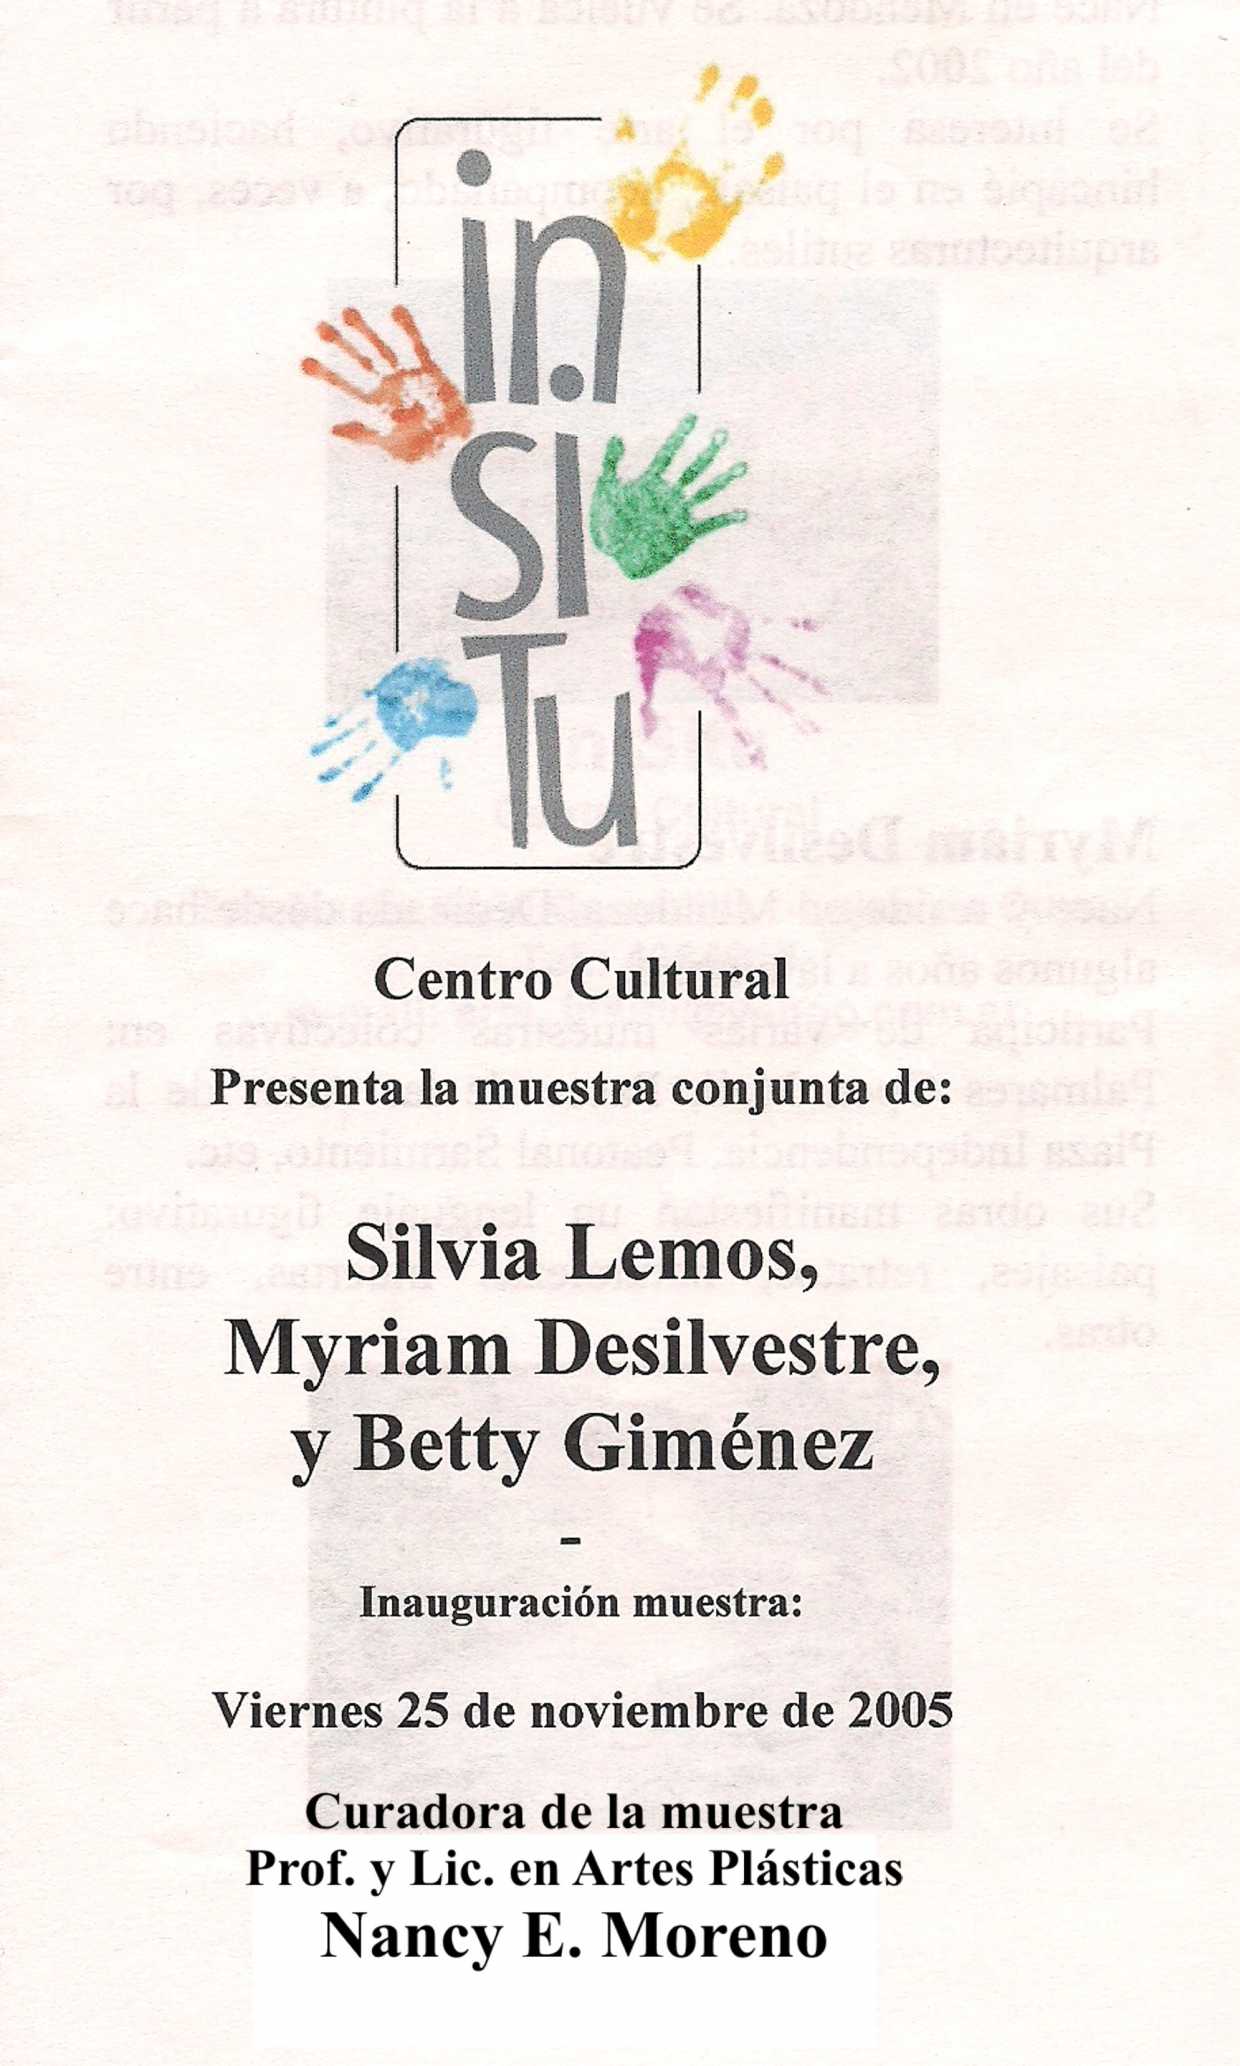 in.
si
Tu
Centro Cultural
Presenta la muestra conjunta de:
Silvia Lemos,
Myriam Desilvestre,
y Betty Giménez
-
Inauguración muestra:
Viernes 25 de noviembre de 2005
Curadora de la muestra
Prof. y Lic. en Artes Plásticas
Nancy E. Moreno